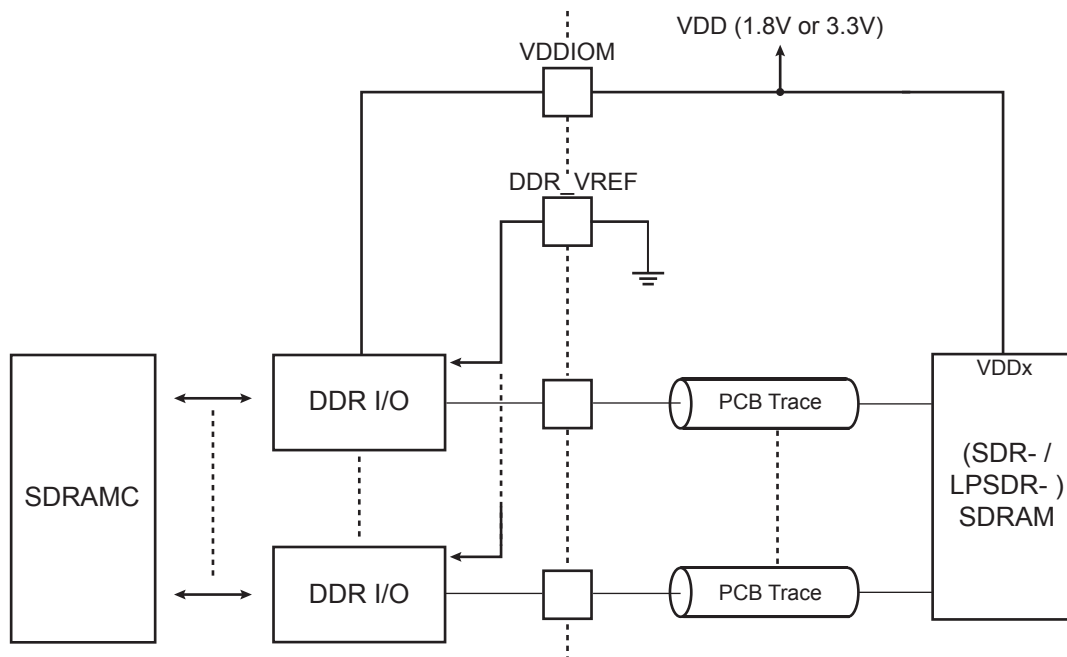 VDD (1.8V or 3.3V)
VDDIOM
DDR_VREF
VDDx
DDR I/O
PCB Trace
SDRAMC
(SDR- /
LPSDR- )
SDRAM
DDR I/O
PCB Trace